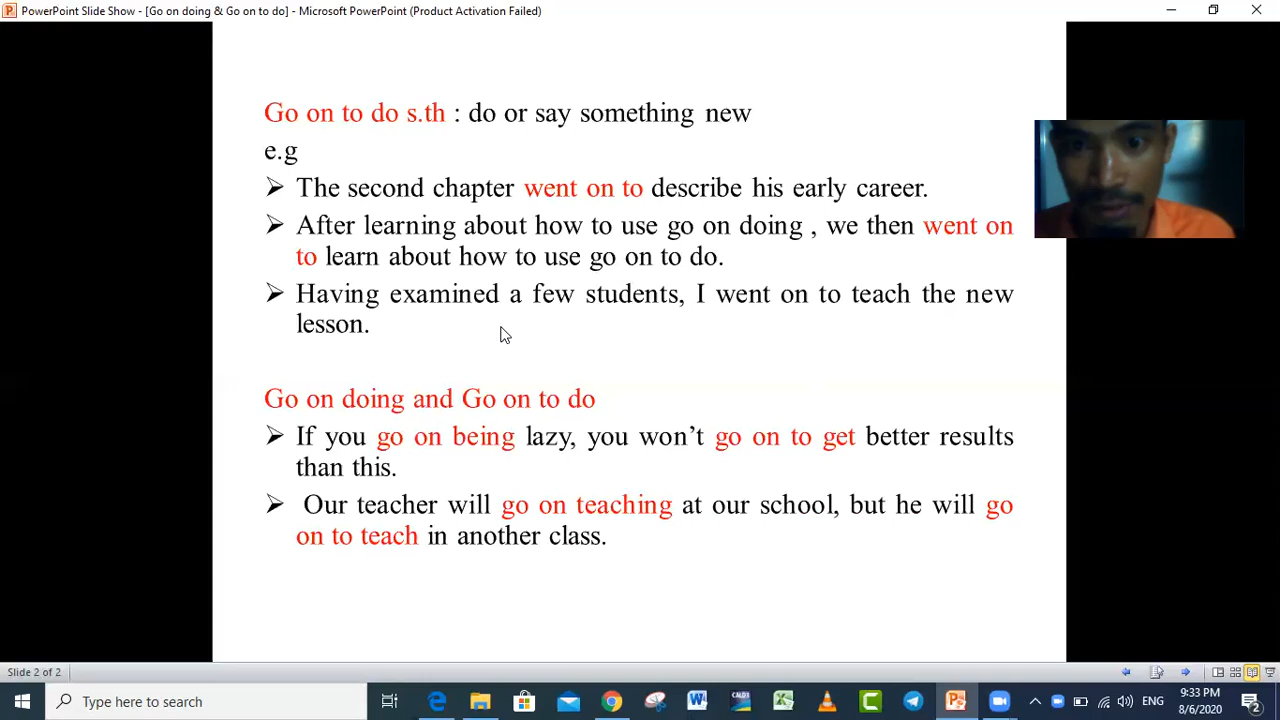 PowerPoint Slide Show - [Go on doing & Go on to do] - Microsoft PowerPoint (Product Activation Failed)
Go on to do s.th : do or say something new
e.g
➢ The second chapter went on to describe his early career.
➢ After learning about how to use go on doing , we then went on
to learn about how to use go on to do.
➢ Having examined a few students, I went on to teach the new
lesson.
Go on doing and Go on to do
➢ If you go on being lazy, you won’t go on to get better results
than this.
➢ Our teacher will go on teaching at our school, but he will go
on to teach in another class.
Slide 2 of 2
Type here to search
CALD3
ENG
9:33 PM
8/6/2020
2